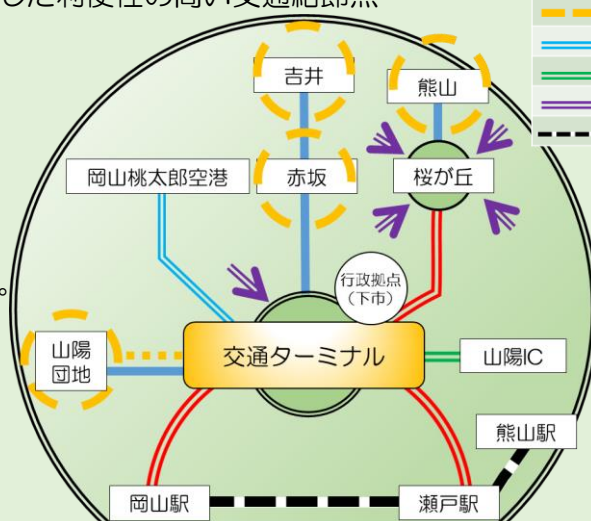 した利便性の高い交通結節点
吉井
熊山
岡山桃太郎空港
赤坂
桜が丘
行政拠点
(下市)
。
山陽
団地
交通ターミナル
山陽IC
熊山駅
岡山駅
瀬戸駅